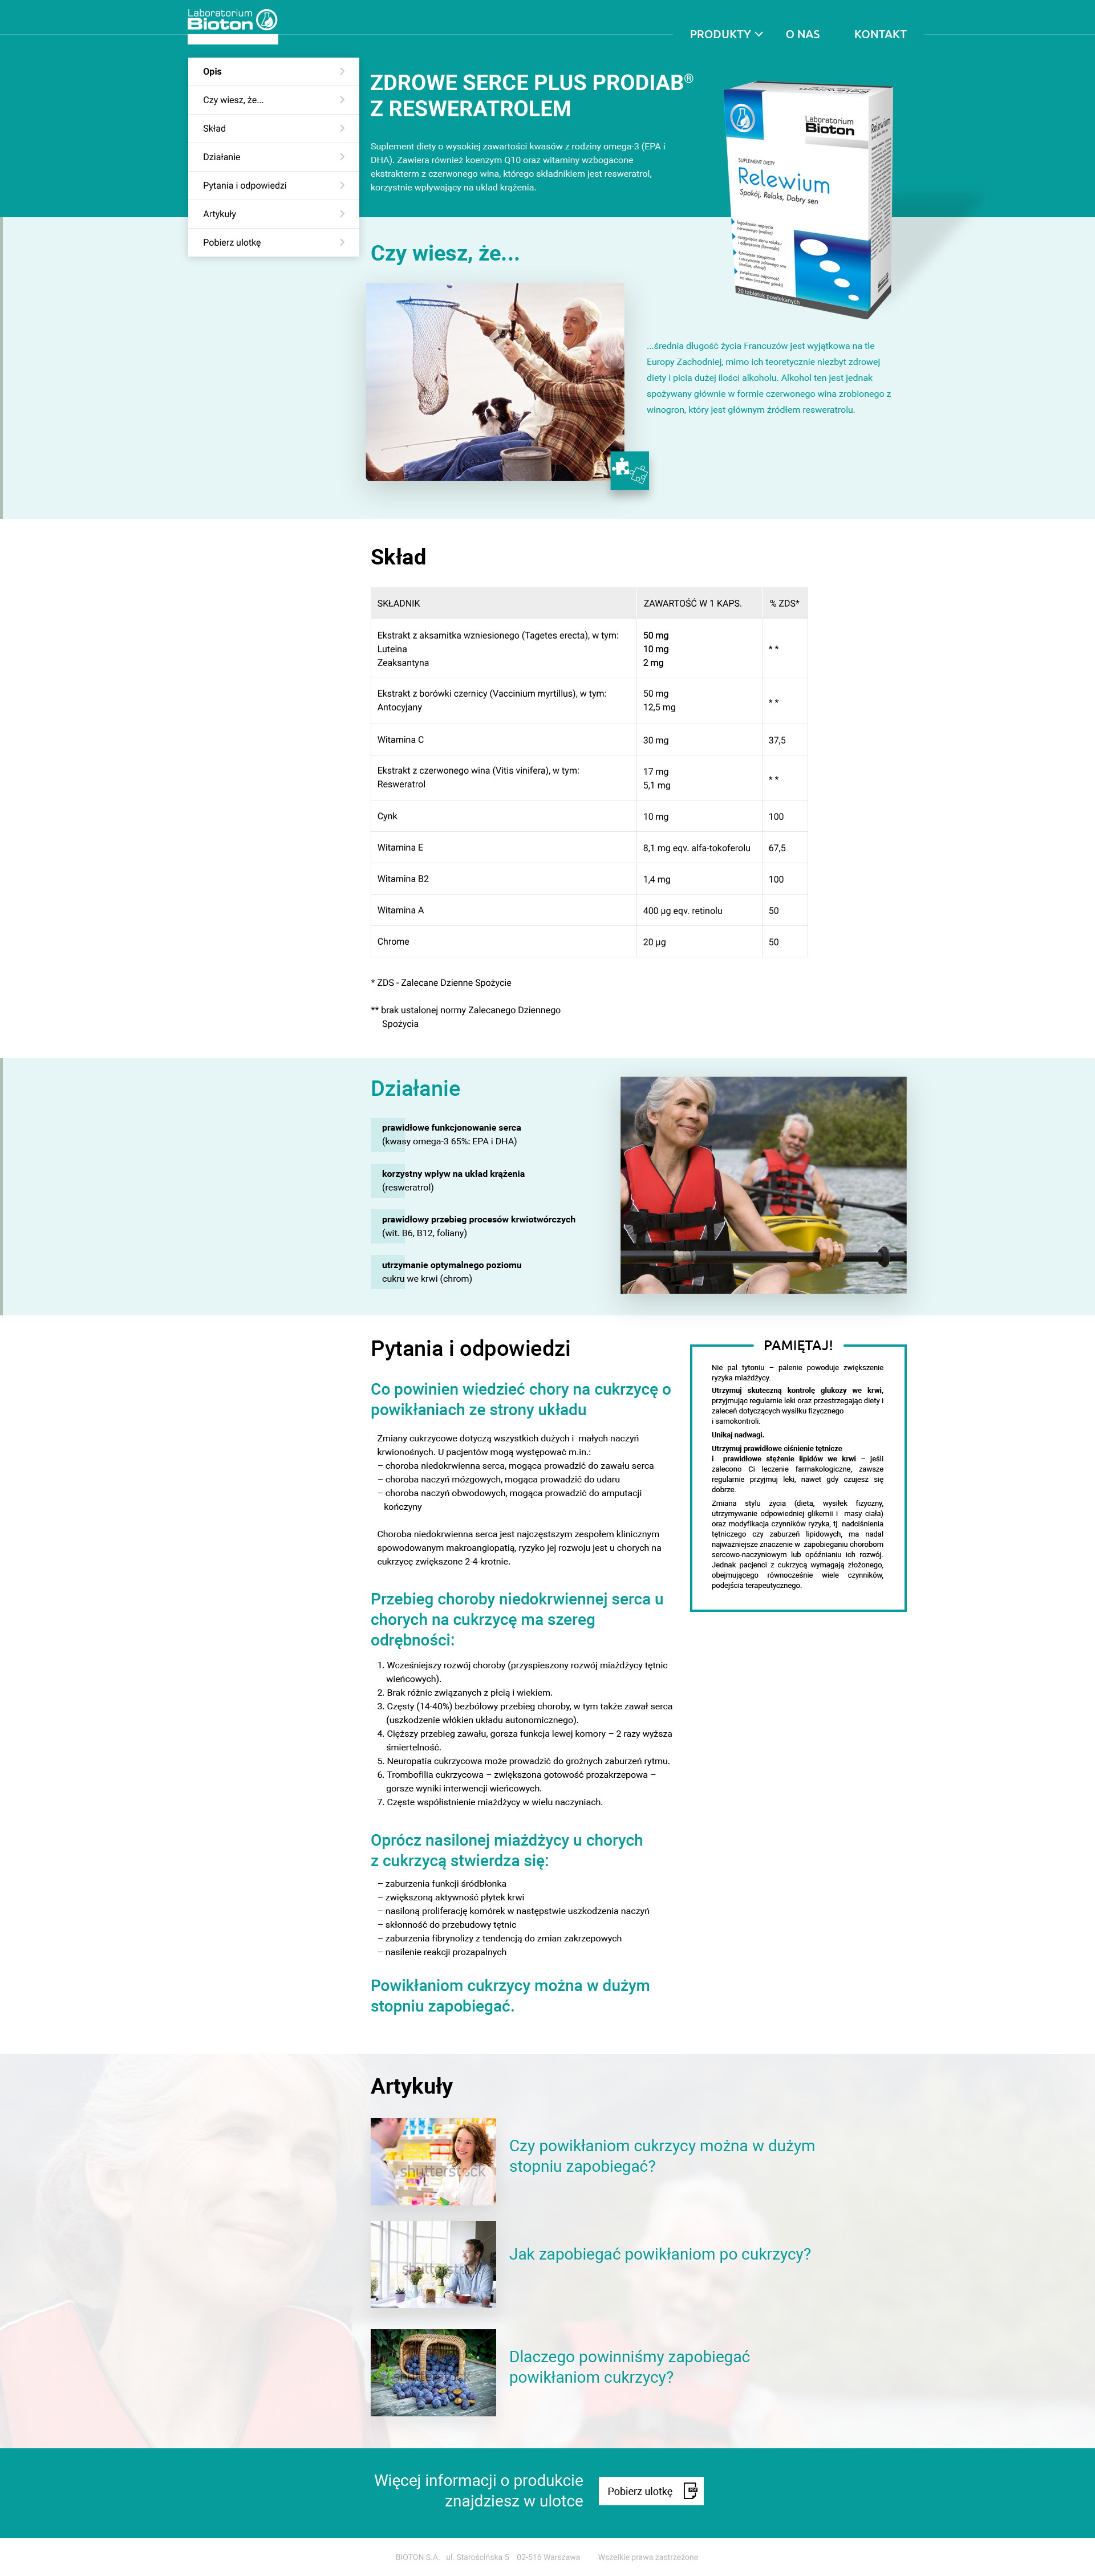 Laboratorium
Bioton
PRODUKTY
O NAS
KONTAKT
Opis
Czy wiesz, że...
Skład
Działanie
Pytania i odpowiedzi
Artykuły
Pobierz ulotkę
ZDROWE SERCE PLUS PRODIAB®
Z RESWERATROLEM
Suplement diety o wysokiej zawartości kwasów z rodziny omega-3 (EPA i
DHA). Zawiera również koenzym Q10 oraz witaminy wzbogacone
ekstrakterm z czerwonego wina, którego składnikiem jest resweratrol,
korzystnie wpływający na uklad krążenia.
Laboratorium
Bioton
Relewium
SUPLEMENT DIETY
Relewium
Spokój, Relaks, Dobry sen
20 tabletek powlekanych
Czy wiesz, że...
...średnia długość życia Francuzów jest wyjątkowa na tle
Europy Zachodniej, mimo ich teoretycznie niezbyt zdrowej
diety i picia dużej ilości alkoholu. Alkohol ten jest jednak
spożywany głównie w formie czerwonego wina zrobionego z
winogron, który jest głównym źródłem resweratrolu.
Skład
SKŁADNIK ZAWARTOŚĆ W 1 KAPS. % ZDS*
Ekstrakt z aksamitka wzniesionego (Tagetes erecta), w tym: 50 mg
Luteina 10 mg * *
Zeaksantyna 2 mg
Ekstrakt z borówki czernicy (Vaccinium myrtillus), w tym: 50 mg
Antocyjany 12,5 mg * *
Witamina C 30 mg 37,5
Ekstrakt z czerwonego wina (Vitis vinifera), w tym: 17 mg
Resweratrol 5,1 mg * *
Cynk 10 mg 100
Witamina E 8,1 mg eqv. alfa-tokoferolu 67,5
Witamina B2 1,4 mg 100
Witamina A 400 µg eqv. retinolu 50
Chrome 20 µg 50
* ZDS - Zalecane Dzienne Spożycie
** brak ustalonej normy Zalecanego Dziennego
Spożycia
Działanie
prawidłowe funkcjonowanie serca
(kwasy omega-3 65%: EPA i DHA)
korzystny wpływ na układ krążenia
(resweratrol)
prawidłowy przebieg procesów krwiotwórczych
(wit. B6, B12, foliany)
utrzymanie optymalnego poziomu
cukru we krwi (chrom)
Pytania i odpowiedzi
Co powinien wiedzieć chory na cukrzycę o
powikłaniach ze strony układu
Zmiany cukrzycowe dotyczą wszystkich dużych i małych naczyń
krwionośnych. U pacjentów mogą występować m.in.:
– choroba niedokrwienna serca, mogąca prowadzić do zawału serca
– choroba naczyń mózgowych, mogąca prowadzić do udaru
– choroba naczyń obwodowych, mogąca prowadzić do amputacji
kończyny
Choroba niedokrwienna serca jest najczęstszym zespołem klinicznym
spowodowanym makroangiopatią, ryzyko jej rozwoju jest u chorych na
cukrzycę zwiększone 2-4-krotnie.
Przebieg choroby niedokrwiennej serca u
chorych na cukrzycę ma szereg
odrębności:
1. Wcześniejszy rozwój choroby (przyspieszony rozwój miażdżycy tętnic
wieńcowych).
2. Brak różnic związanych z płcią i wiekiem.
3. Częsty (14-40%) bezbólowy przebieg choroby, w tym także zawał serca
(uszkodzenie włókien układu autonomicznego).
4. Cięższy przebieg zawału, gorsza funkcja lewej komory – 2 razy wyższa
śmiertelność.
5. Neuropatia cukrzycowa może prowadzić do groźnych zaburzeń rytmu.
6. Trombofilia cukrzycowa – zwiększona gotowość prozakrzepowa –
gorsze wyniki interwencji wieńcowych.
7. Częste współistnienie miażdżycy w wielu naczyniach.
Oprócz nasilonej miażdżycy u chorych
z cukrzycą stwierdza się:
– zaburzenia funkcji śródbłonka
– zwiększoną aktywność płytek krwi
– nasiloną proliferację komórek w następstwie uszkodzenia naczyń
– skłonność do przebudowy tętnic
– zaburzenia fibrynolizy z tendencją do zmian zakrzepowych
– nasilenie reakcji prozapalnych
Powikłaniom cukrzycy można w dużym
stopniu zapobiegać.
PAMIĘTAJ!
Nie pal tytoniu – palenie powoduje zwiększenie
ryzyka miażdżycy.
Utrzymuj skuteczną kontrolę glukozy we krwi,
przyjmując regularnie leki oraz przestrzegając diety i
zaleceń dotyczących wysiłku fizycznego
i samokontroli.
Unikaj nadwagi.
Utrzymuj prawidłowe ciśnienie tętnicze
i prawidłowe stężenie lipidów we krwi – jeśli
zalecono Ci leczenie farmakologiczne, zawsze
regularnie przyjmuj leki, nawet gdy czujesz się
dobrze.
Zmiana stylu życia (dieta, wysiłek fizyczny,
utrzymywanie odpowiedniej glikemii i masy ciała)
oraz modyfikacja czynników ryzyka, tj. nadciśnienia
tętniczego czy zaburzeń lipidowych, ma nadal
najważniejsze znaczenie w zapobieganiu chorobom
sercowo-naczyniowym lub opóźnianiu ich rozwój.
Jednak pacjenci z cukrzycą wymagają złożonego,
obejmującego równocześnie wiele czynników,
podejścia terapeutycznego.
Artykuły
shutterstock
Czy powikłaniom cukrzycy można w dużym
stopniu zapobiegać?
shutterstock
Jak zapobiegać powikłaniom po cukrzycy?
shutterstock
Dlaczego powinniśmy zapobiegać
powikłaniom cukrzycy?
Więcej informacji o produkcie
znajdziesz w ulotce
Pobierz ulotkę
BIOTON S.A. ul. Starościńska 5 02-516 Warszawa Wszelkie prawa zastrzeżone